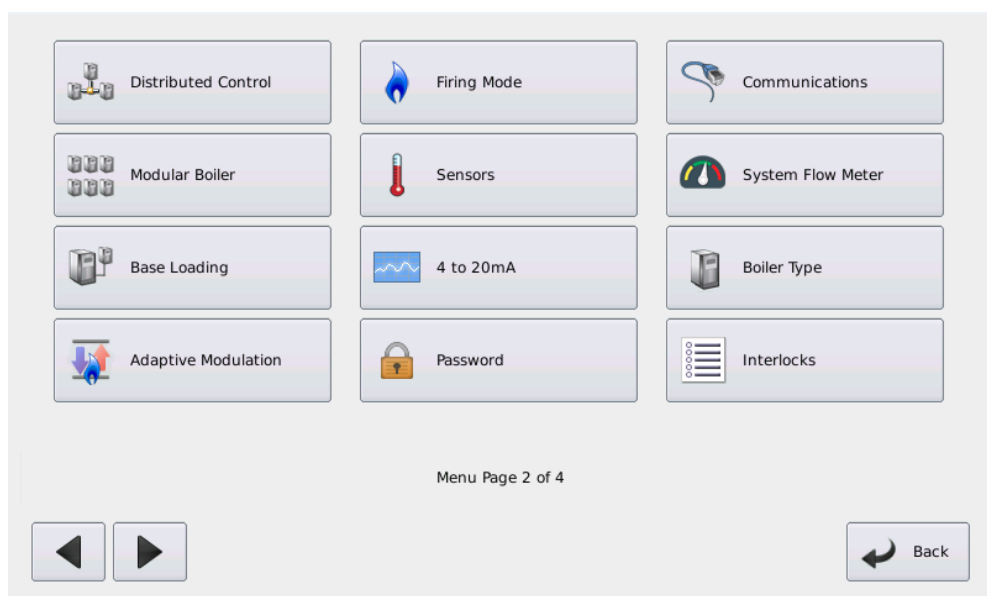 Distributed Control
Firing Mode
Communications
Modular Boiler
Sensors
System Flow Meter
Base Loading
4 to 20mA
Boiler Type
Adaptive Modulation
Password
Interlocks
Menu Page 2 of 4
Back